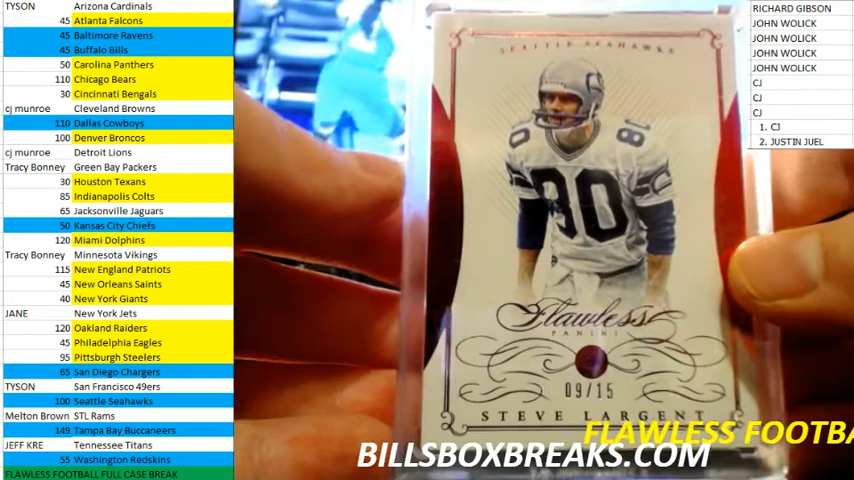 TYSON Arizona Cardinals
45 Atlanta Falcons
45 Baltimore Ravens
45 Buffalo Bills
50 Carolina Panthers
110 Chicago Bears
30 Cincinnati Bengals
cj munroe Cleveland Browns
110 Dallas Cowboys
100 Denver Broncos
cj munroe Detroit Lions
Tracy Bonney Green Bay Packers
30 Houston Texans
85 Indianapolis Colts
65 Jacksonville Jaguars
50 Kansas City Chiefs
120 Miami Dolphins
Tracy Bonney Minnesota Vikings
115 New England Patriots
45 New Orleans Saints
40 New York Giants
JANE New York Jets
120 Oakland Raiders
45 Philadelphia Eagles
95 Pittsburgh Steelers
65 San Diego Chargers
TYSON San Francisco 49ers
100 Seattle Seahawks
Melton Brown STL Rams
149 Tampa Bay Buccaneers
JEFF KRE Tennessee Titans
55 Washington Redskins
FLAWLESS FOOTBALL FULL CASE BREAK
SEATTLE SEAHAWKS
80 80
Flawless
PANINI
09/15
STEVE LARGENT
RICHARD GIBSON
JOHN WOLICK
JOHN WOLICK
JOHN WOLICK
JOHN WOLICK
CJ
CJ
CJ
1. CJ
2. JUSTIN JUEL
FLAWLESS FOOTBA
BILLSBOXBREAKS.COM